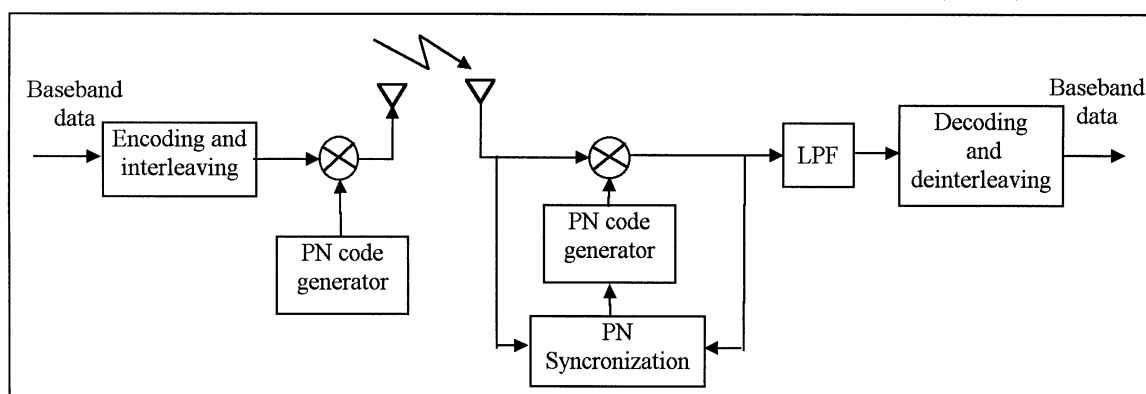 Baseband
data
Encoding and
interleaving
PN code
generator
PN code
generator
PN
Syncronization
LPF
Decoding
and
deinterleaving
Baseband
data